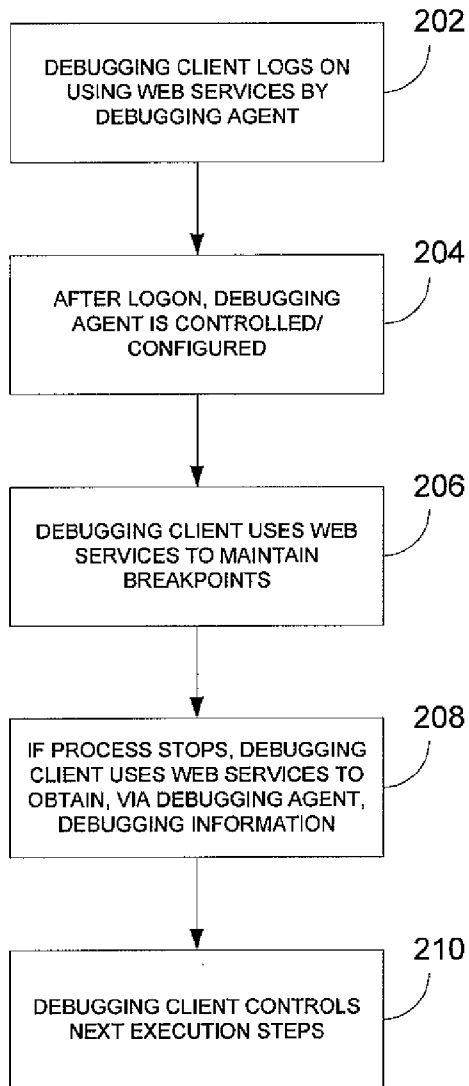 202
DEBUGGING CLIENT LOGS ON
USING WEB SERVICES BY
DEBUGGING AGENT
204
AFTER LOGON, DEBUGGING
AGENT IS CONTROLLED/
CONFIGURED
206
DEBUGGING CLIENT USES WEB
SERVICES TO MAINTAIN
BREAKPOINTS
208
IF PROCESS STOPS, DEBUGGING
CLIENT USES WEB SERVICES TO
OBTAIN, VIA DEBUGGING AGENT,
DEBUGGING INFORMATION
210
DEBUGGING CLIENT CONTROLS
NEXT EXECUTION STEPS